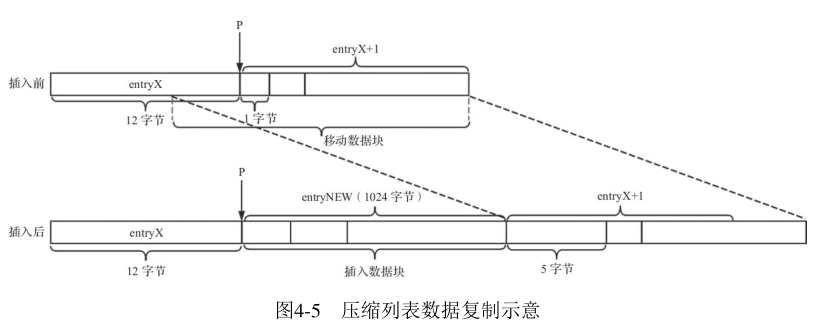 P
entryX+1
插入前
entryX
12 字节
1 字节
移动数据块
P
entryNEW（1024 字节）
entryX+1
插入后
entryX
12 字节
插入数据块
5 字节
图4-5 压缩列表数据复制示意